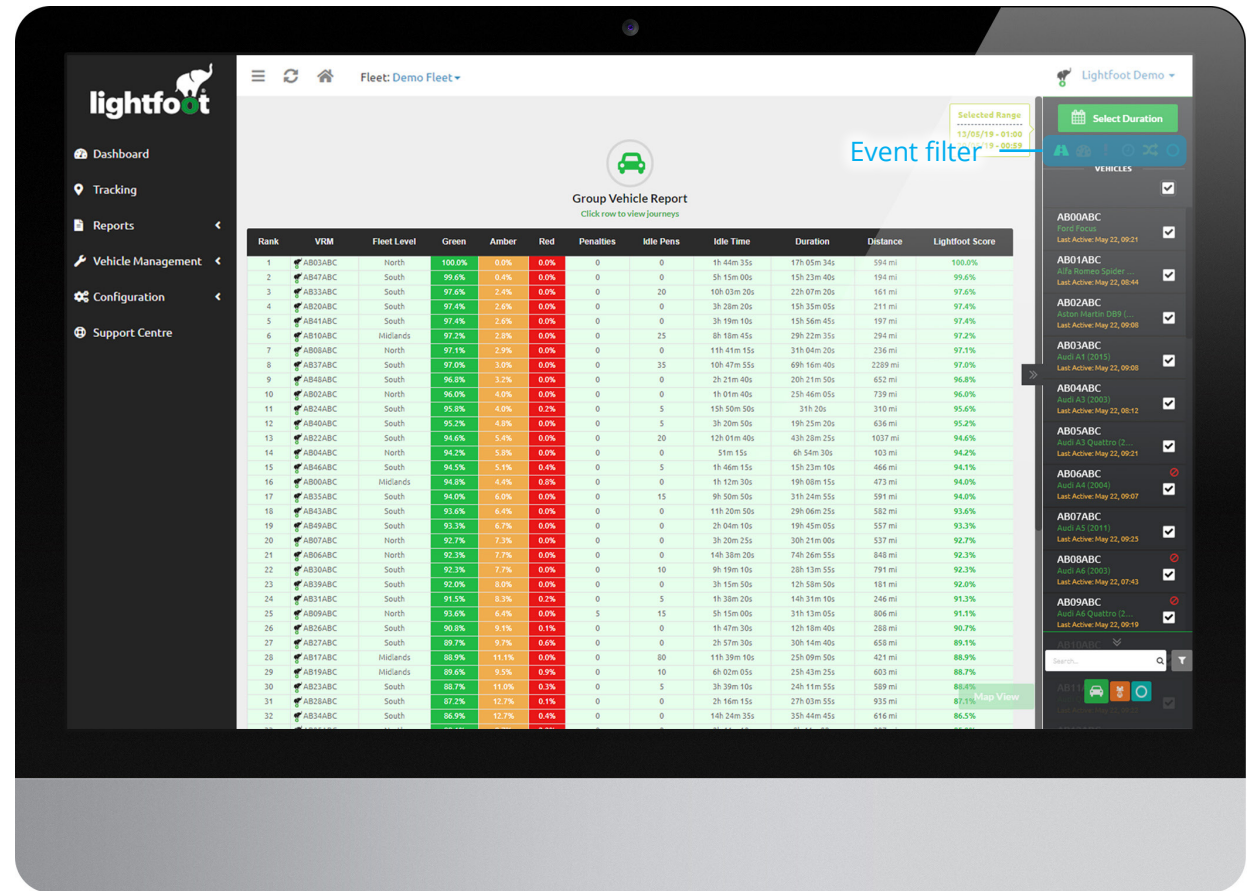 lightfoot
Fleet: Demo Fleet
Lightfoot Demo
Dashboard
Tracking
Reports
Vehicle Management
Configuration
Support Centre
Selected Range
13/05/19 - 01:00
/19 - 00:59
Select Duration
Event filter
Group Vehicle Report
Click row to view journeys
Rank VRM Fleet Level Green Amber Red Penalties Idle Pens Idle Time Duration Distance Lightfoot Score
1 AB03ABC North 100.0% 0.0% 0.0% 0 0 1h 44m 35s 17h 05m 34s 594 mi 100.0%
2 AB47ABC South 99.6% 0.4% 0.0% 0 0 5h 15m 00s 15h 23m 40s 194 mi 99.6%
3 AB33ABC South 97.6% 2.4% 0.0% 0 20 10h 03m 20s 22h 07m 20s 161 mi 97.6%
4 AB20ABC South 97.4% 2.6% 0.0% 0 0 3h 28m 20s 15h 35m 05s 211 mi 97.4%
5 AB41ABC South 97.4% 2.6% 0.0% 0 0 3h 19m 10s 15h 56m 45s 197 mi 97.4%
6 AB10ABC Midlands 97.2% 2.8% 0.0% 0 25 8h 18m 45s 29h 22m 35s 294 mi 97.2%
7 AB08ABC North 97.1% 2.9% 0.0% 0 0 11h 41m 15s 31h 04m 20s 236 mi 97.1%
8 AB37ABC South 97.0% 3.0% 0.0% 0 35 10h 47m 55s 69h 16m 40s 2289 mi 97.0%
9 AB48ABC South 96.8% 3.2% 0.0% 0 0 2h 21m 40s 20h 21m 50s 652 mi 96.8%
10 AB02ABC North 96.0% 4.0% 0.0% 0 0 1h 01m 40s 25h 46m 05s 739 mi 96.0%
11 AB24ABC South 95.8% 4.0% 0.2% 0 5 15h 50m 50s 31h 20s 310 mi 95.6%
12 AB40ABC South 95.2% 4.8% 0.0% 0 5 3h 20m 50s 19h 25m 20s 636 mi 95.2%
13 AB22ABC South 94.6% 5.4% 0.0% 0 20 12h 01m 40s 43h 28m 25s 1037 mi 94.6%
14 AB04ABC North 94.2% 5.8% 0.0% 0 0 51m 15s 6h 54m 30s 103 mi 94.2%
15 AB46ABC South 94.5% 5.1% 0.4% 0 5 1h 46m 15s 15h 23m 10s 466 mi 94.1%
16 AB00ABC Midlands 94.8% 4.4% 0.8% 0 0 1h 12m 30s 19h 08m 15s 473 mi 94.0%
17 AB35ABC South 94.0% 6.0% 0.0% 0 15 9h 50m 50s 31h 24m 55s 591 mi 94.0%
18 AB43ABC South 93.6% 6.4% 0.0% 0 0 11h 20m 50s 29h 06m 25s 582 mi 93.6%
19 AB49ABC South 93.3% 6.7% 0.0% 0 0 2h 04m 10s 19h 45m 05s 557 mi 93.3%
20 AB07ABC North 92.7% 7.3% 0.0% 0 0 3h 20m 25s 30h 21m 00s 537 mi 92.7%
21 AB06ABC North 92.3% 7.7% 0.0% 0 0 14h 38m 20s 74h 26m 55s 848 mi 92.3%
22 AB30ABC South 92.3% 7.7% 0.0% 0 10 9h 19m 10s 28h 13m 55s 791 mi 92.3%
23 AB39ABC South 92.0% 8.0% 0.0% 0 0 3h 15m 50s 12h 58m 50s 181 mi 92.0%
24 AB31ABC South 91.5% 8.3% 0.2% 0 5 1h 38m 20s 14h 31m 10s 246 mi 91.3%
25 AB09ABC North 93.6% 6.4% 0.0% 5 15 5h 15m 00s 31h 13m 05s 806 mi 91.1%
26 AB26ABC South 90.8% 9.1% 0.1% 0 0 1h 47m 30s 12h 18m 40s 288 mi 90.7%
27 AB27ABC South 89.7% 9.7% 0.6% 0 0 2h 57m 30s 30h 14m 40s 658 mi 89.1%
28 AB17ABC Midlands 88.9% 11.1% 0.0% 0 80 11h 39m 10s 25h 09m 50s 421 mi 88.9%
29 AB19ABC Midlands 89.6% 9.5% 0.9% 0 10 6h 02m 05s 25h 43m 25s 603 mi 88.7%
30 AB23ABC South 88.7% 11.0% 0.3% 0 5 3h 39m 10s 24h 11m 55s 589 mi 88.4%
31 AB28ABC South 87.2% 12.7% 0.1% 0 0 2h 16m 15s 27h 03m 55s 935 mi 87.1%
32 AB34ABC South 86.9% 12.7% 0.4% 0 0 14h 24m 35s 35h 44m 45s 616 mi 86.5%
Map View
VEHICLES
AB00ABC
Ford Focus
Last Active: May 22, 09:21
AB01ABC
Alfa Romeo Spider ...
Last Active: May 22, 08:44
AB02ABC
Aston Martin DB9 (...
Last Active: May 22, 09:08
AB03ABC
Audi A1 (2015)
Last Active: May 22, 09:08
AB04ABC
Audi A3 (2003)
Last Active: May 22, 08:12
AB05ABC
Audi A3 Quattro (2...
Last Active: May 22, 09:21
AB06ABC
Audi A4 (2004)
Last Active: May 22, 09:07
AB07ABC
Audi A5 (2011)
Last Active: May 22, 09:25
AB08ABC
Audi A6 (2003)
Last Active: May 22, 07:43
AB09ABC
Audi A6 Quattro (2...
Last Active: May 22, 09:19
AB10ABC
Search...
AB11